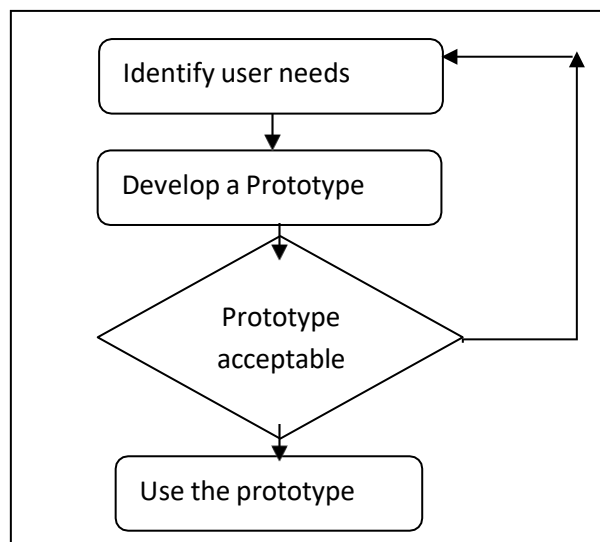 Identify user needs
Develop a Prototype
Prototype
acceptable
Use the prototype